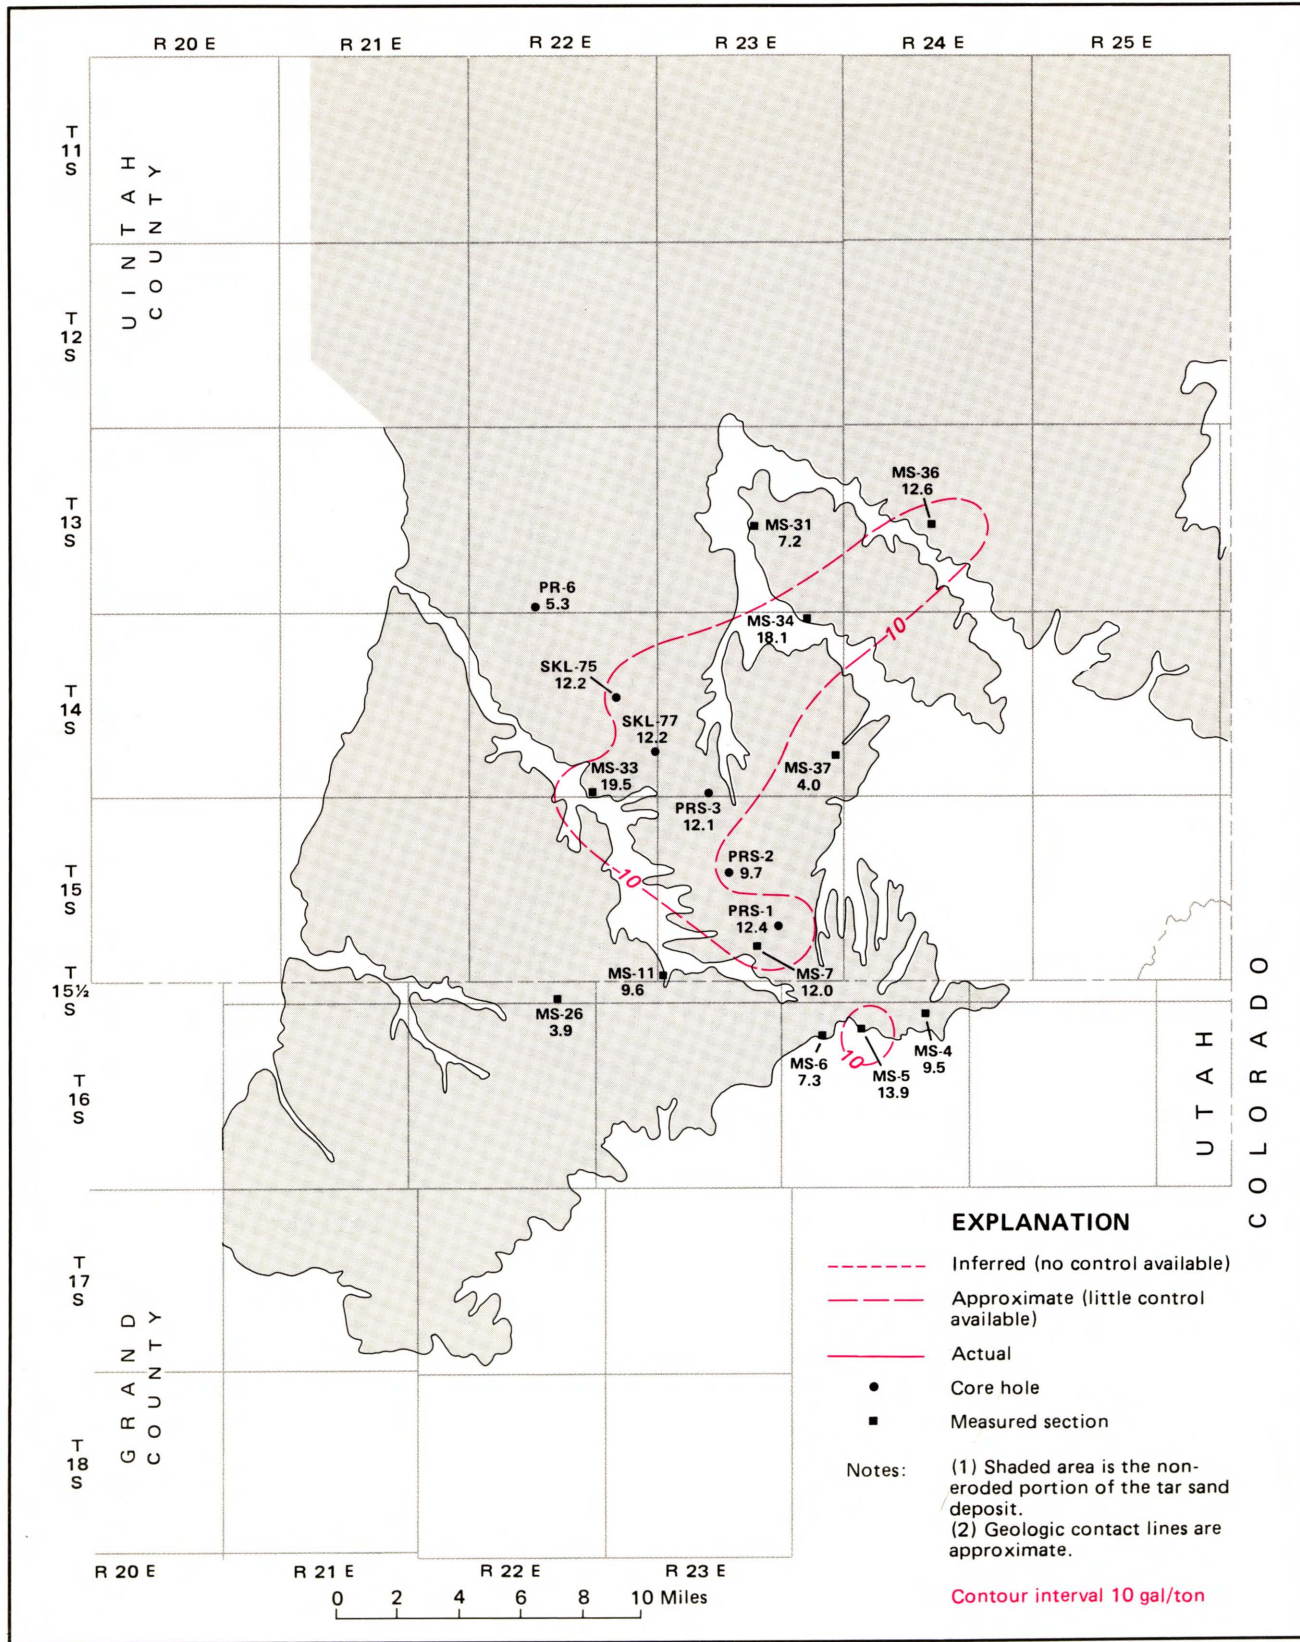 R 20 E R 21 E R 22 E R 23 E R 24 E R 25 E
T
11
S
UINTAH
COUNTY
T
12
S
T
13
S
MS-36
12.6
MS-31
7.2
PR-6
5.3
MS-34
18.1
10
SKL-75
12.2
T
14
S
SKL-77
12.2
MS-33
19.5
MS-37
4.0
PRS-3
12.1
T
15
S
PRS-2
9.7
10
PRS-1
12.4
T
15½
S
MS-11
9.6
MS-7
12.0
MS-26
3.9
MS-6
7.3
10
MS-5
13.9
MS-4
9.5
T
16
S
UTAH
COLORADO
T
17
S
GRAND
COUNTY
T
18
S
EXPLANATION
Inferred (no control available)
Approximate (little control
available)
Actual
Core hole
Measured section
Notes: (1) Shaded area is the non-
eroded portion of the tar sand
deposit.
(2) Geologic contact lines are
approximate.
Contour interval 10 gal/ton
R 20 E R 21 E R 22 E R 23 E
0 2 4 6 8 10 Miles